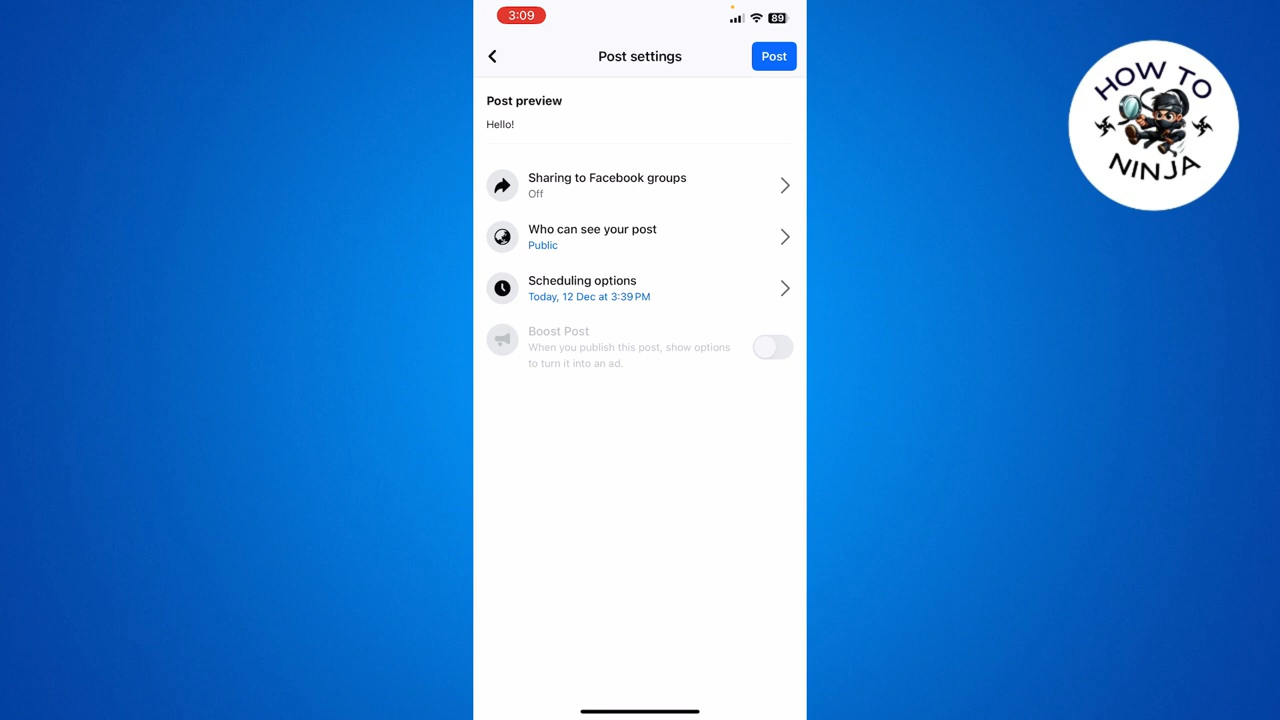 3:09
89
Post settings
Post
Post preview
Hello!
Sharing to Facebook groups
Off
Who can see your post
Public
Scheduling options
Today, 12 Dec at 3:39 PM
Boost Post
When you publish this post, show options
to turn it into an ad.
HOW TO
NINJA